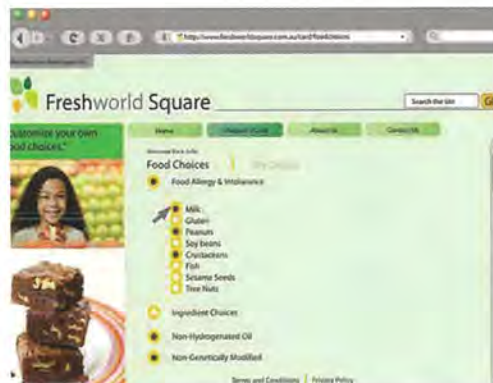 http://www.freshworldsquare.com.au/card/foodchoices
Freshworld Square
Search the site
customize your own
food choices."
Home
About Us
Contact Us
Food Choices
Food Allergy & Intolerance
Milk
Gluten
Peanuts
Soy beans
Crustaceans
Fish
Sesame Seeds
Tree Nuts
Ingredient Choices
Non-Hydrogenated Oil
Non-Genetically Modified
Terms and Conditions | Privacy Policy